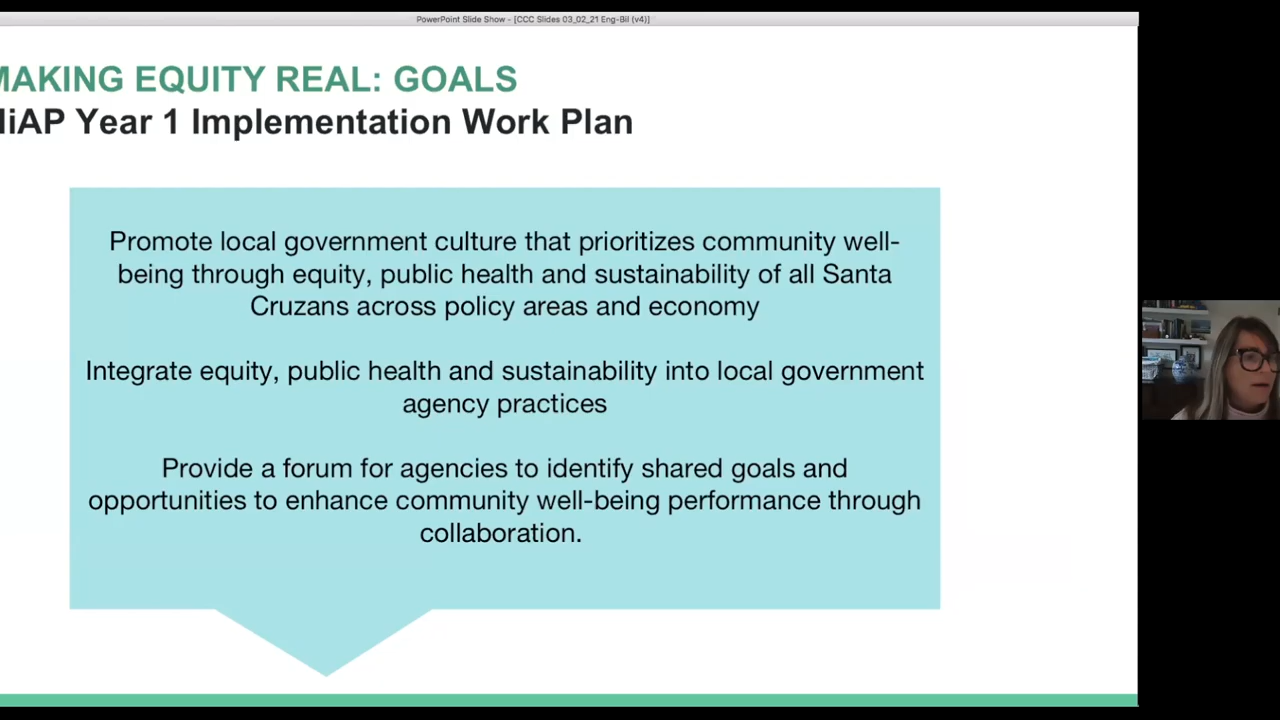 PowerPoint Slide Show - [CCC Slides 03_02_21 Eng-Bil (v4)]
MAKING EQUITY REAL: GOALS
HiAP Year 1 Implementation Work Plan
Promote local government culture that prioritizes community well-
being through equity, public health and sustainability of all Santa
Cruzans across policy areas and economy
Integrate equity, public health and sustainability into local government
agency practices
Provide a forum for agencies to identify shared goals and
opportunities to enhance community well-being performance through
collaboration.